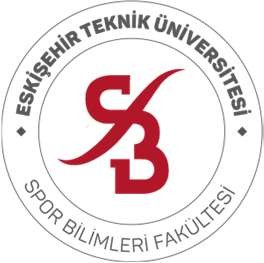 ESKİŞEHİR TEKNİK ÜNİVERSİTESİ
SB
SPOR BİLİMLERİ FAKÜLTESİ